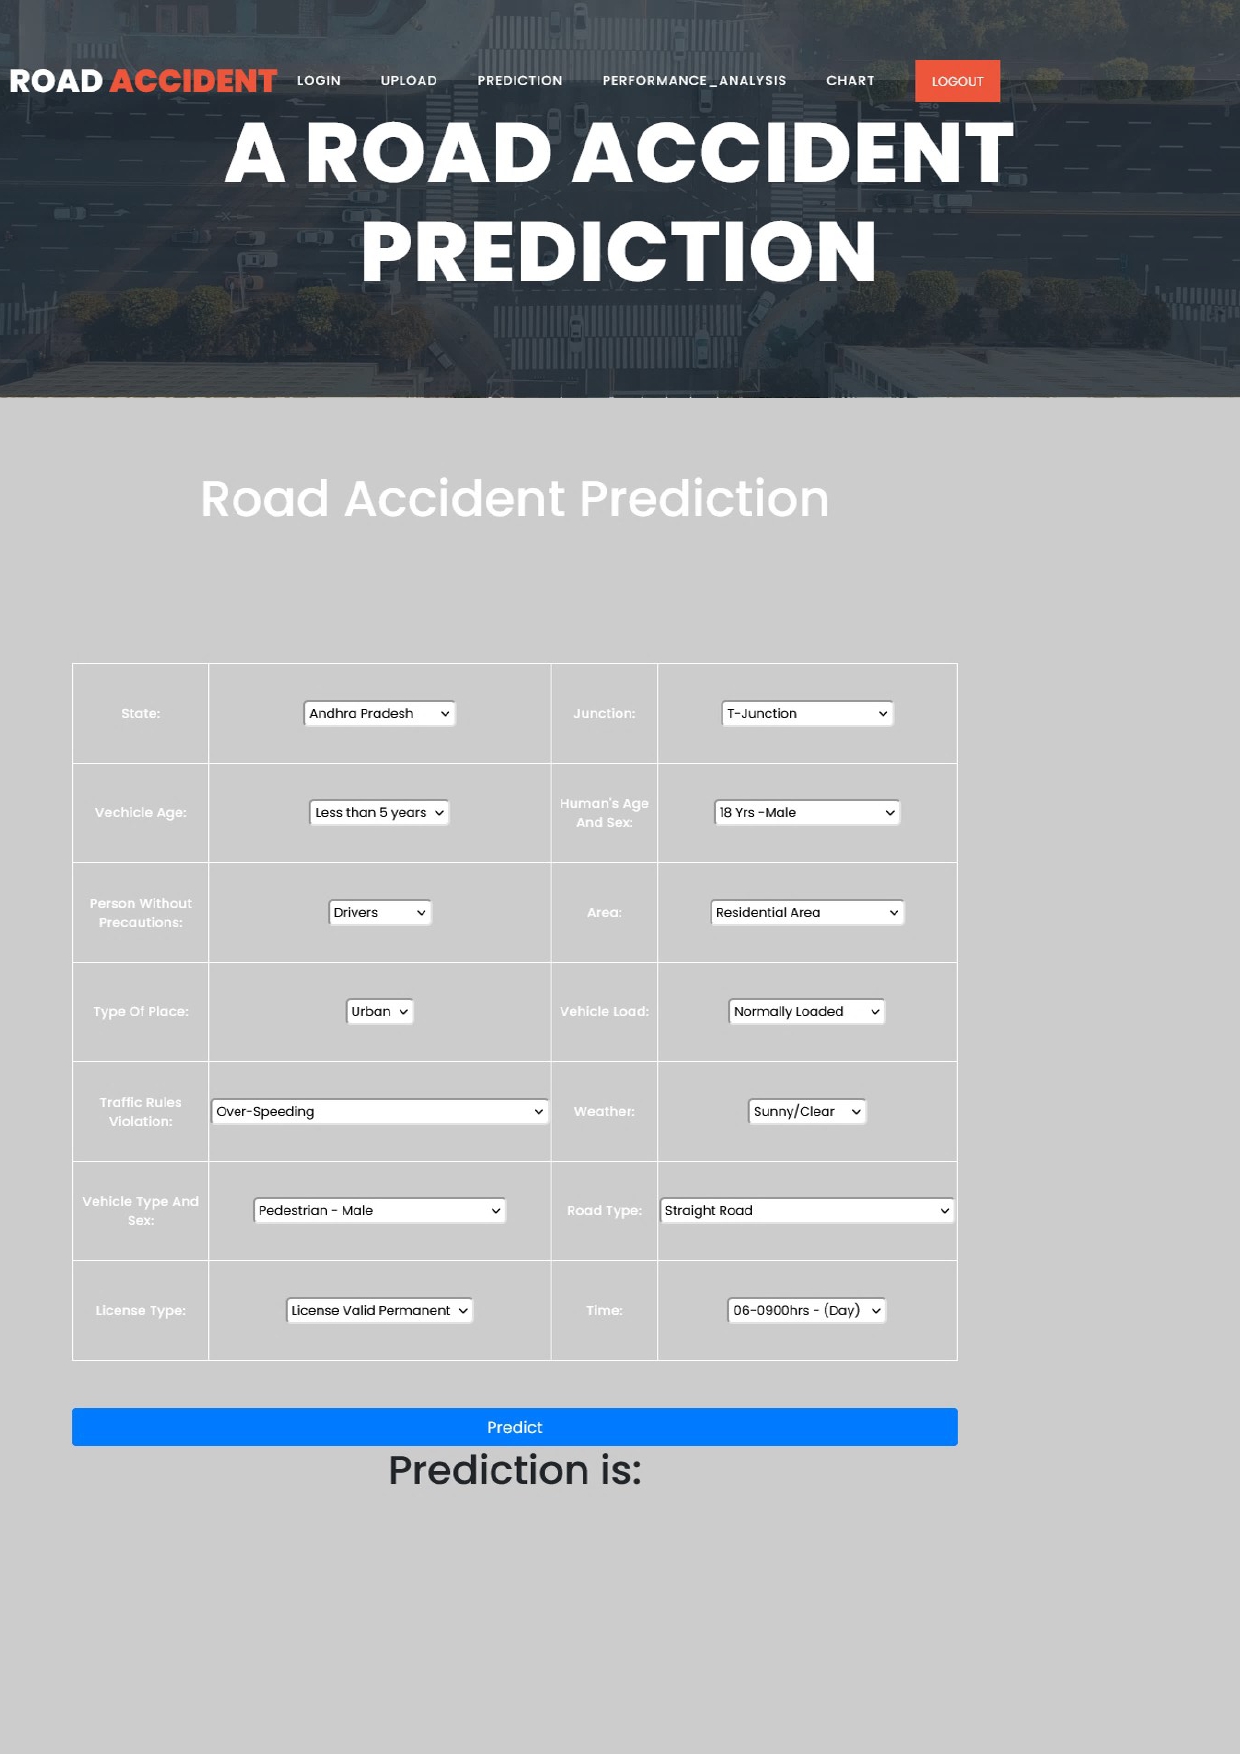 ROAD ACCIDENT LOGIN UPLOAD PREDICTION PERFORMANCE_ANALYSIS CHART LOGOUT
A ROAD ACCIDENT
PREDICTION
Road Accident Prediction
State: Andhra Pradesh Junction: T-Junction
Vechicle Age: Less than 5 years Human's Age And Sex: 18 Yrs -Male
Person Without Precautions: Drivers Area: Residential Area
Type Of Place: Urban Vehicle Load: Normally Loaded
Traffic Rules Violation: Over-Speeding Weather: Sunny/Clear
Vehicle Type And Sex: Pedestrian - Male Road Type: Straight Road
License Type: License Valid Permanent Time: 06-0900hrs - (Day)
Predict
Prediction is: